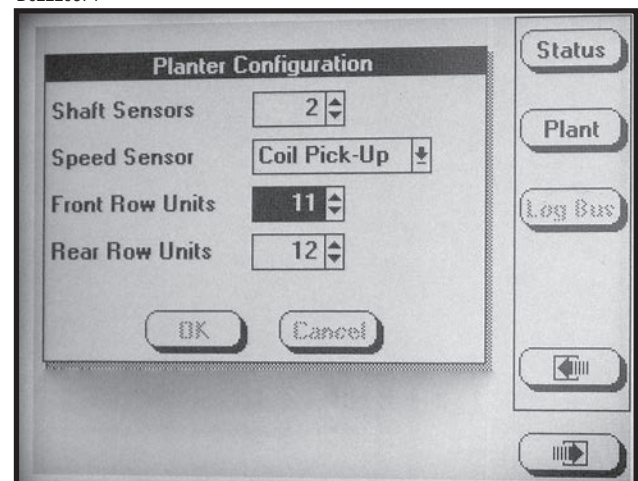 Planter Configuration
Shaft Sensors 2
Speed Sensor Coil Pick-Up
Front Row Units 11
Rear Row Units 12
OK Cancel
Status
Plant
Log Bus